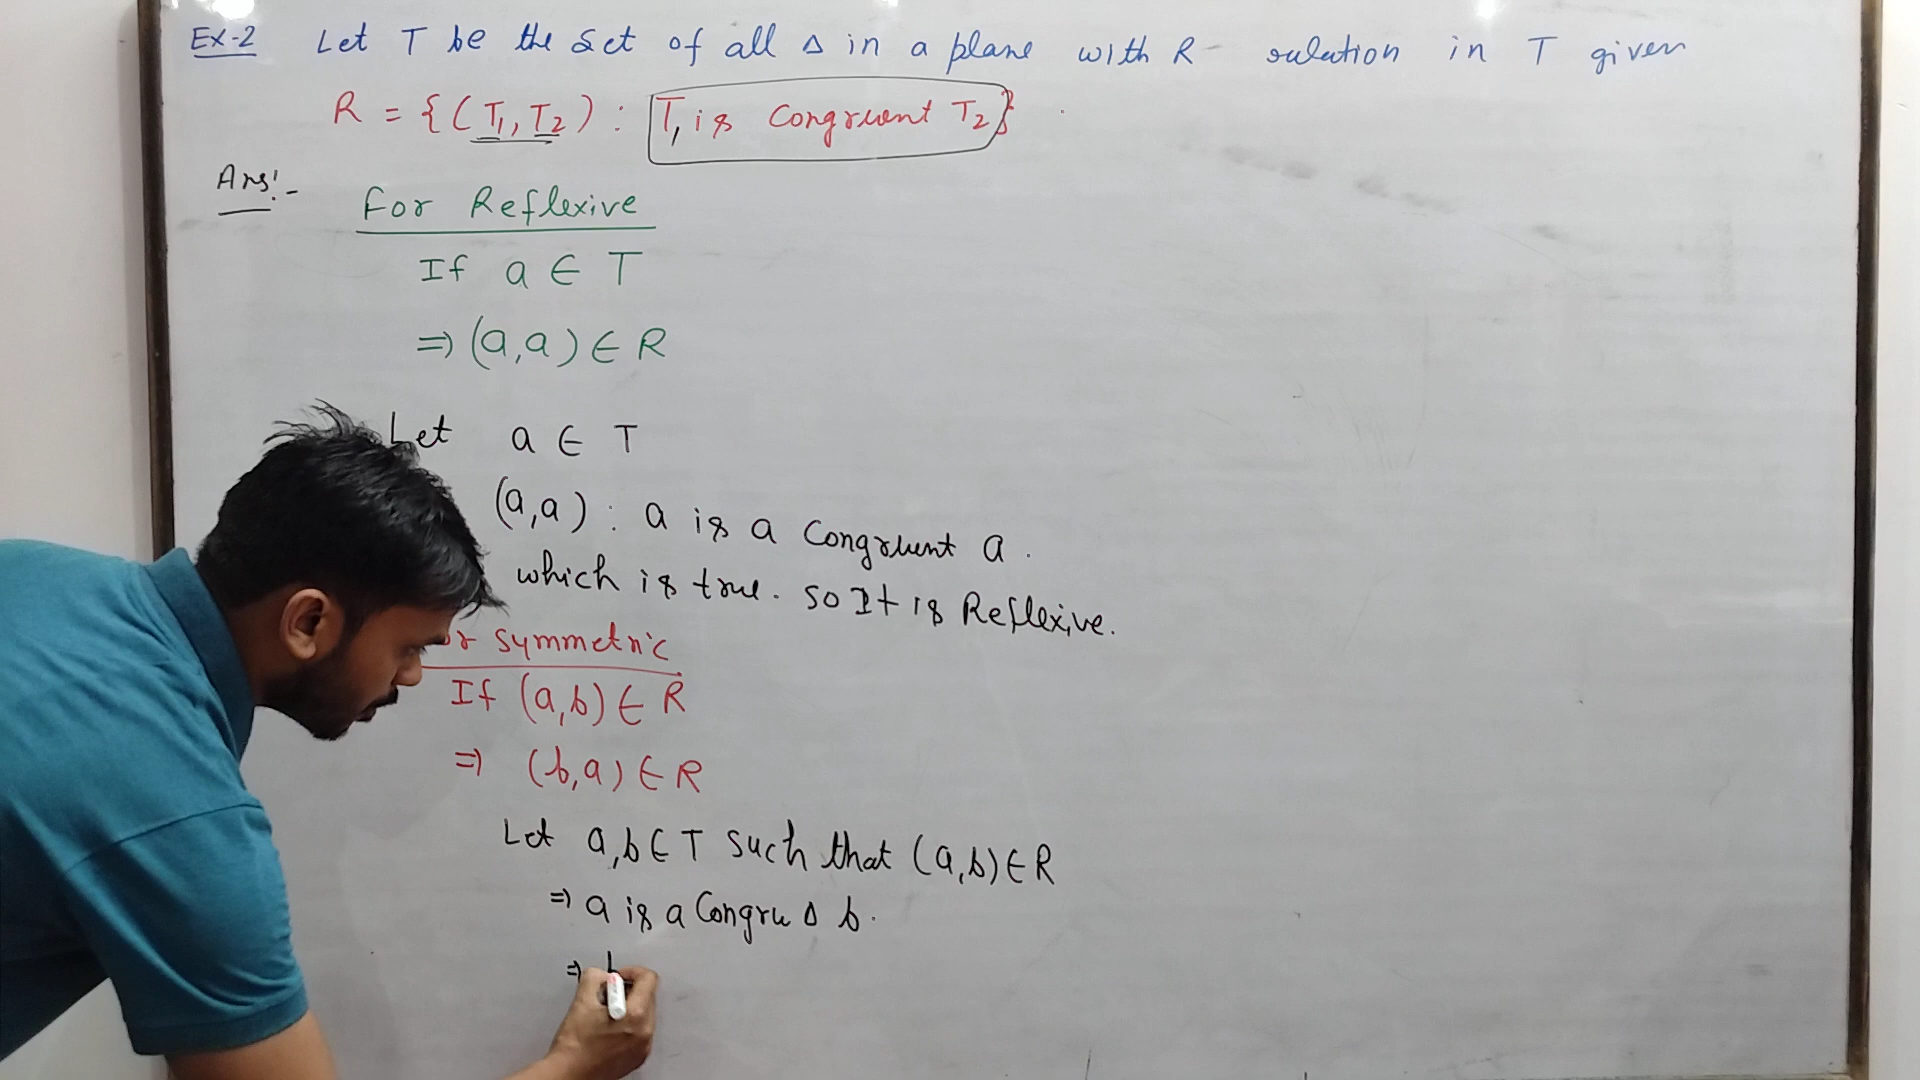 Ex-2 Let T be the set of all Δ in a plane with R- relation in T given
R = {(T₁, T₂) : T₁ is Congruent T₂}
Ans:-
For Reflexive
If a ∈ T
⇒ (a,a) ∈ R
Let a ∈ T
(a,a) : a is a Congruent a.
which is true. so It is Reflexive.
symmetric
If (a,b) ∈ R
⇒ (b,a) ∈ R
Let a,b ∈ T such that (a,b) ∈ R
⇒ a is a Congru Δ b.
⇒